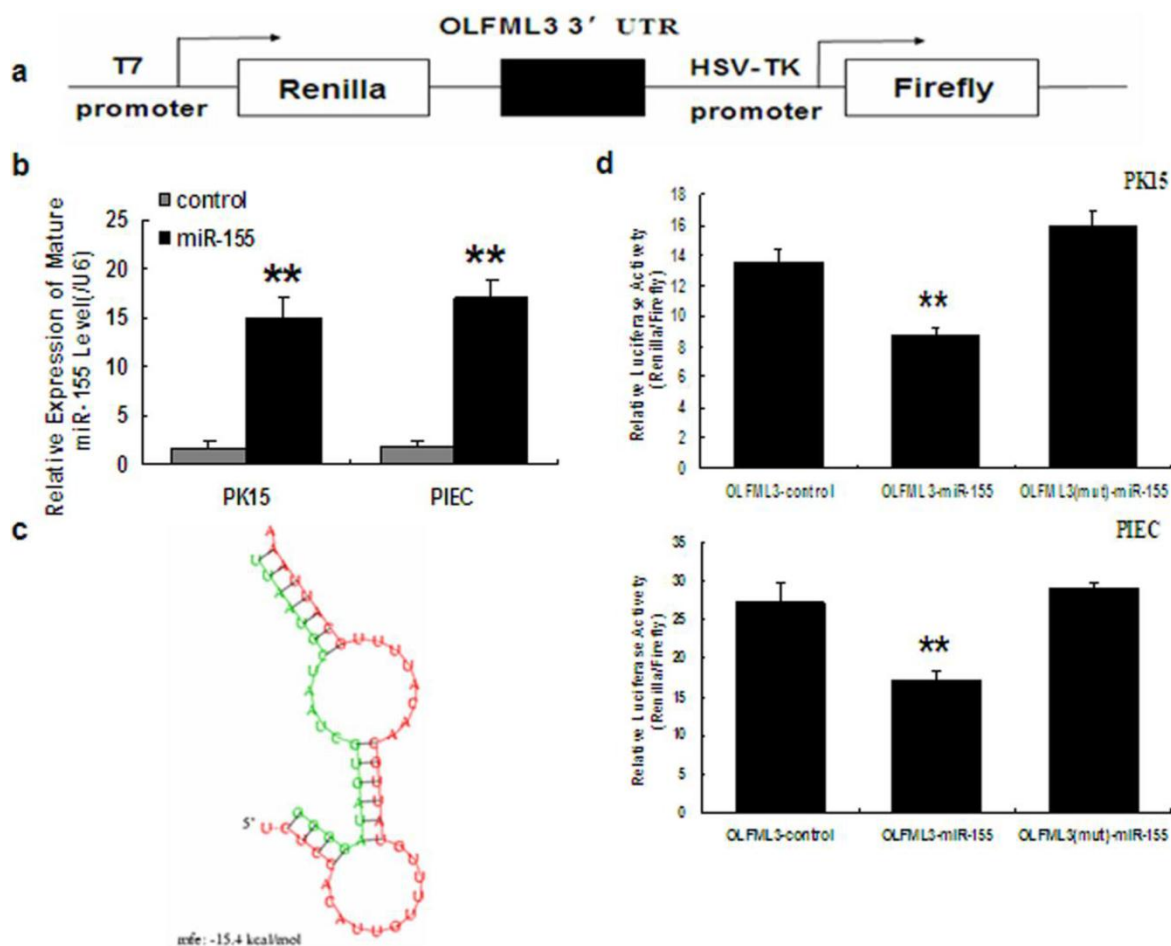 a
OLFML3 3′ UTR
T7
promoter
Renilla
HSV-TK
promoter
Firefly
b
control
miR-155
Relative Expression of Mature
miR-155 Level(/U6)
25
20
15
10
5
0
**
**
PK15
PIEC
c
5'
mfe: -15.4 kcal/mol
d
PK15
Relative Luciferase Actively
(Renilla/Firefly)
18
16
14
12
10
8
6
4
2
0
**
OLFML3-control
OLFML3-miR-155
OLFML3(mut)-miR-155
PIEC
Relative Luciferase Actively
(Renilla/Firefly)
35
30
25
20
15
10
5
0
**
OLFML3-control
OLFML3-miR-155
OLFML3(mut)-miR-155